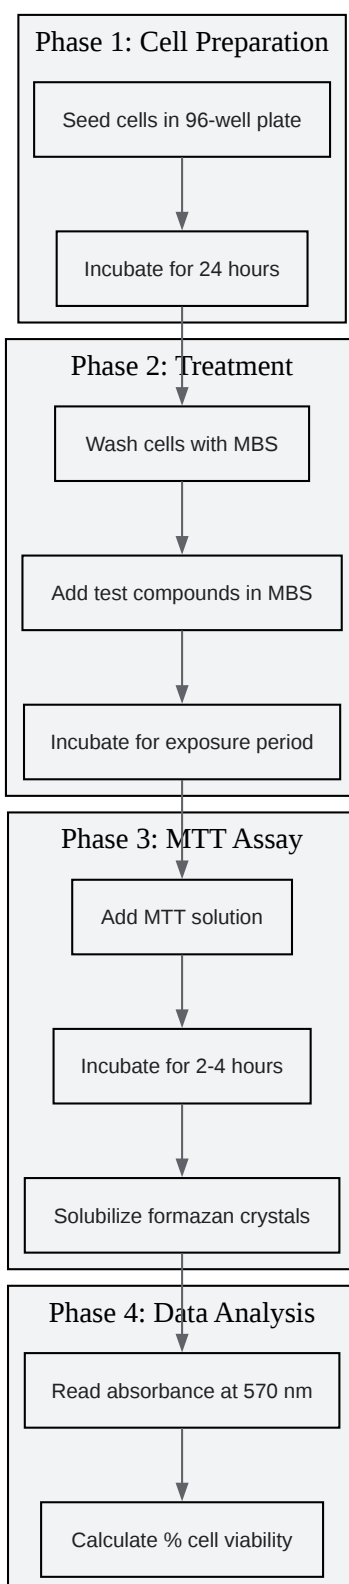 Phase 1: Cell Preparation
Seed cells in 96-well plate
Incubate for 24 hours
Phase 2: Treatment
Wash cells with MBS
Add test compounds in MBS
Incubate for exposure period
Phase 3: MTT Assay
Add MTT solution
Incubate for 2-4 hours
Solubilize formazan crystals
Phase 4: Data Analysis
Read absorbance at 570 nm
Calculate % cell viability